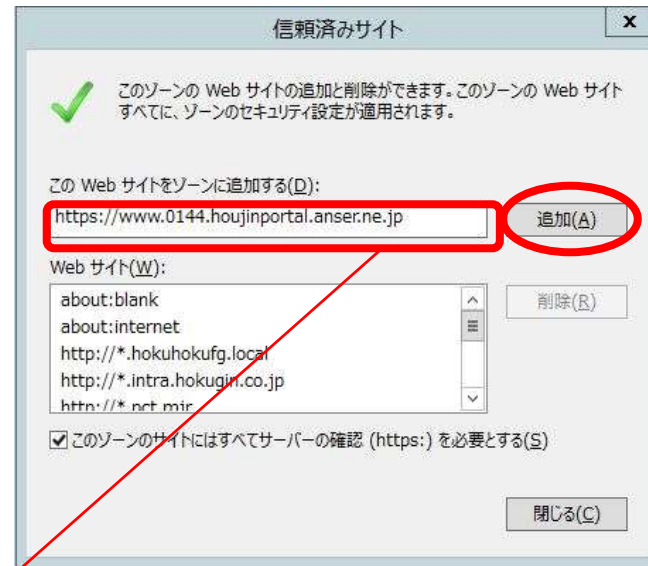 信頼済みサイト
x
このゾーンの Web サイトの追加と削除ができます。このゾーンの Web サイト
すべてに、ゾーンのセキュリティ設定が適用されます。
この Web サイトをゾーンに追加する(D):
https://www.0144.houjinportal.anser.ne.jp
追加(A)
Web サイト(W):
about:blank
about:internet
http://*.hokuhokufg.local
http://*.intra.hokugin.co.jp
http://*.nct.mir
削除(R)
このゾーンのサイトにはすべてサーバーの確認 (https:) を必要とする(S)
閉じる(C)